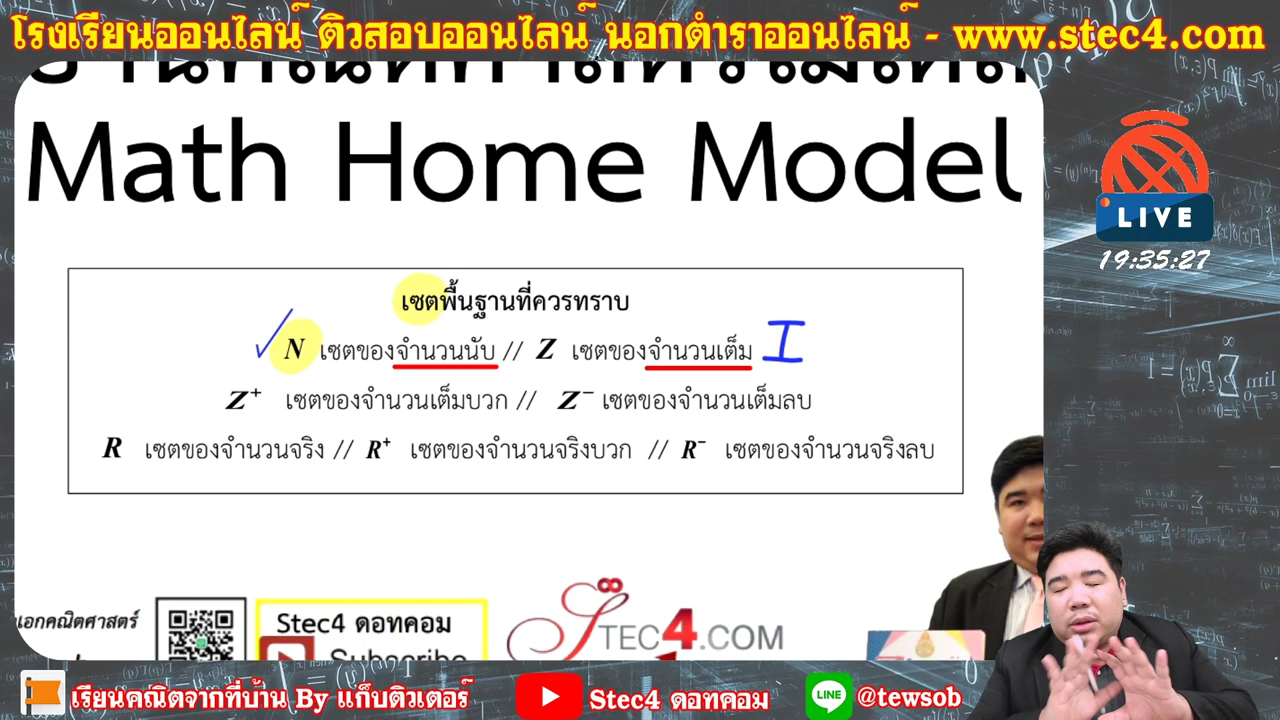 โรงเรียนออนไลน์ ติวสอบออนไลน์ นอกตำราออนไลน์ - www.stec4.com
Math Home Model
LIVE
19:35:27
เซตพื้นฐานที่ควรทราบ
N เซตของจำนวนนับ // Z เซตของจำนวนเต็ม I
Z⁺ เซตของจำนวนเต็มบวก // Z⁻ เซตของจำนวนเต็มลบ
R เซตของจำนวนจริง // R⁺ เซตของจำนวนจริงบวก // R⁻ เซตของจำนวนจริงลบ
เอกคณิตศาสตร์
Stec4 ดอทคอม
Subscribe
STEC4.COM
เรียนคณิตจากที่บ้าน By แก็บติวเตอร์
Stec4 ดอทคอม
LINE
@tewsob